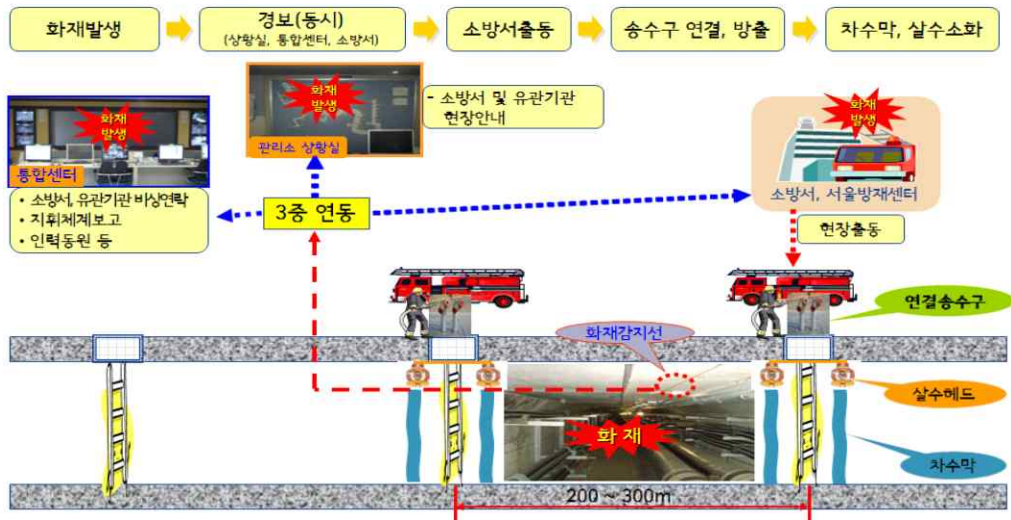 화재발생
경보(동시)
(상황실, 통합센터, 소방서)
소방서출동
송수구 연결, 방출
차수막, 살수소화
화재
발생
통합센터
• 소방서, 유관기관 비상연락
• 지휘체계보고
• 인력동원 등
화재
발생
관리소 상황실
- 소방서 및 유관기관
현장안내
화재
발생
소방서, 서울방재센터
3중 연동
현장출동
연결송수구
화재감지선
살수헤드
화 재
차수막
200 ~ 300m